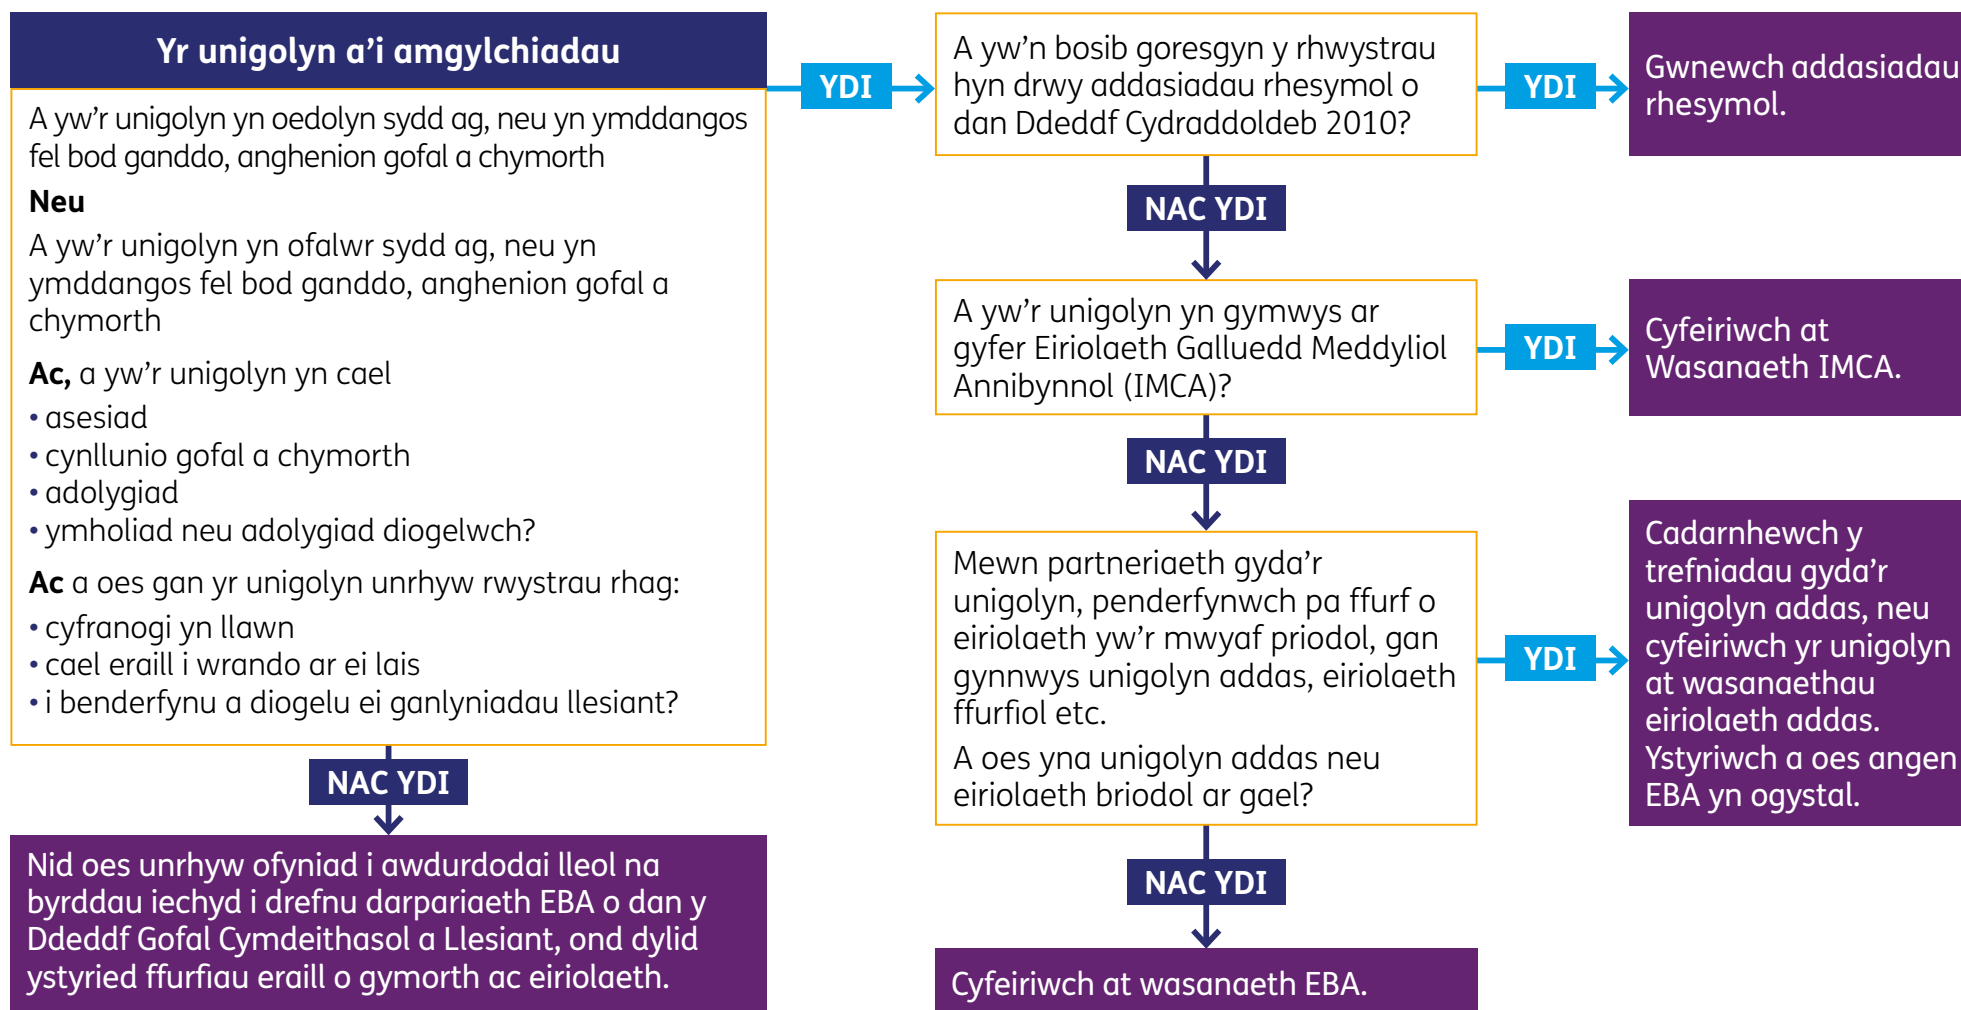 Yr unigolyn a’i amgylchiadau
A yw'r unigolyn yn oedolyn sydd ag, neu yn ymddangos
fel bod ganddo, anghenion gofal a chymorth
Neu
A yw'r unigolyn yn ofalwr sydd ag, neu yn
ymddangos fel bod ganddo, anghenion gofal a
chymorth
Ac, a yw'r unigolyn yn cael
• asesiad
• cynllunio gofal a chymorth
• adolygiad
• ymholiad neu adolygiad diogelwch?
Ac a oes gan yr unigolyn unrhyw rwystrau rhag:
• cyfranogi yn llawn
• cael eraill i wrando ar ei lais
• i benderfynu a diogelu ei ganlyniadau llesiant?
NAC YDI
Nid oes unrhyw ofyniad i awdurdodai lleol na
byrddau iechyd i drefnu darpariaeth EBA o dan y
Ddeddf Gofal Cymdeithasol a Llesiant, ond dylid
ystyried ffurfiau eraill o gymorth ac eiriolaeth.
YDI
A yw’n bosib goresgyn y rhwystrau
hyn drwy addasiadau rhesymol o
dan Ddeddf Cydraddoldeb 2010?
YDI
Gwnewch addasiadau
rhesymol.
NAC YDI
A yw’r unigolyn yn gymwys ar
gyfer Eiriolaeth Galluedd Meddyliol
Annibynnol (IMCA)?
YDI
Cyfeiriwch at
Wasanaeth IMCA.
NAC YDI
Mewn partneriaeth gyda’r
unigolyn, penderfynwch pa ffurf o
eiriolaeth yw’r mwyaf priodol, gan
gynnwys unigolyn addas, eiriolaeth
ffurfiol etc.
A oes yna unigolyn addas neu
eiriolaeth briodol ar gael?
YDI
Cadarnhewch y
trefniadau gyda’r
unigolyn addas, neu
cyfeiriwch yr unigolyn
at wasanaethau
eiriolaeth addas.
Ystyriwch a oes angen
EBA yn ogystal.
NAC YDI
Cyfeiriwch at wasanaeth EBA.